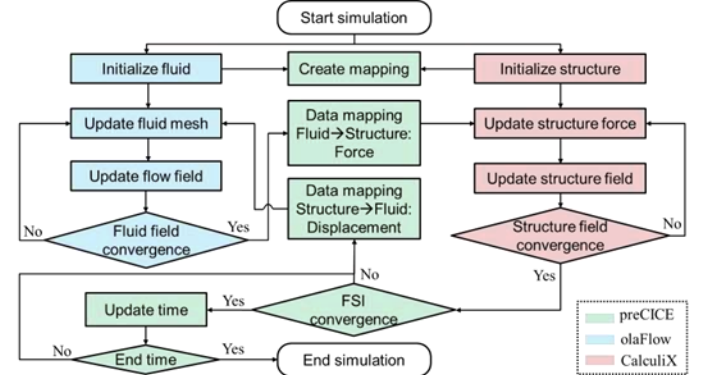 Start simulation
Initialize fluid
Create mapping
Initialize structure
Update fluid mesh
Data mapping
Fluid→Structure:
Force
Update structure force
Update flow field
Update structure field
Data mapping
Structure→Fluid:
Displacement
No
Fluid field
convergence
Yes
Structure field
convergence
No
Yes
No
Update time
Yes
FSI
convergence
No
End time
Yes
End simulation
preCICE
olaFlow
CalculiX